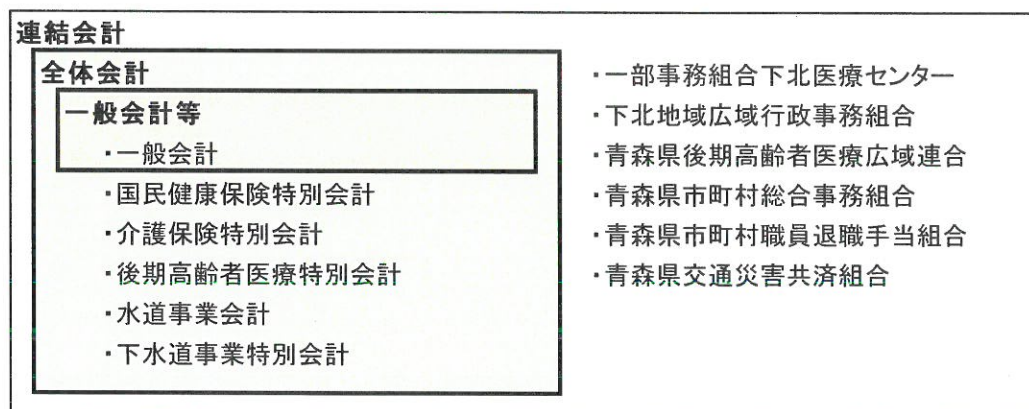 連結会計
全体会計
一般会計等
・一般会計
・国民健康保険特別会計
・介護保険特別会計
・後期高齢者医療特別会計
・水道事業会計
・下水道事業特別会計
・一部事務組合下北医療センター
・下北地域広域行政事務組合
・青森県後期高齢者医療広域連合
・青森県市町村総合事務組合
・青森県市町村職員退職手当組合
・青森県交通災害共済組合